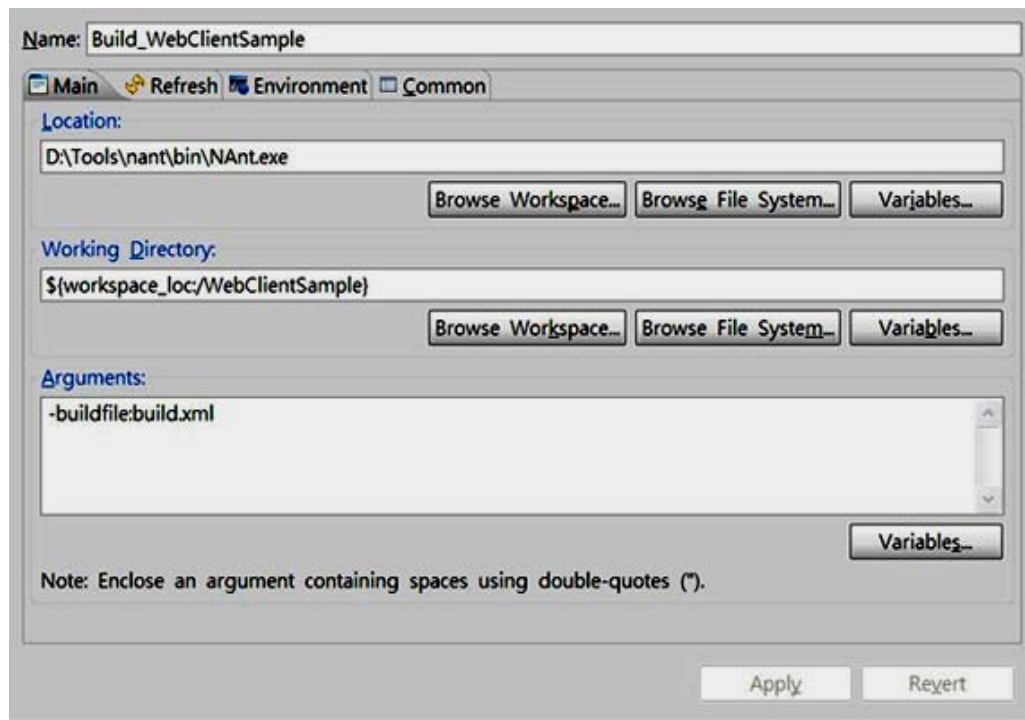 Name: Build_WebClientSample
Main Refresh Environment Common
Location:
D:\Tools\nant\bin\NAnt.exe
Browse Workspace... Browse File System... Variables...
Working Directory:
${workspace_loc:/WebClientSample}
Browse Workspace... Browse File System... Variables...
Arguments:
-buildfile:build.xml
Variables...
Note: Enclose an argument containing spaces using double-quotes (").
Apply Revert